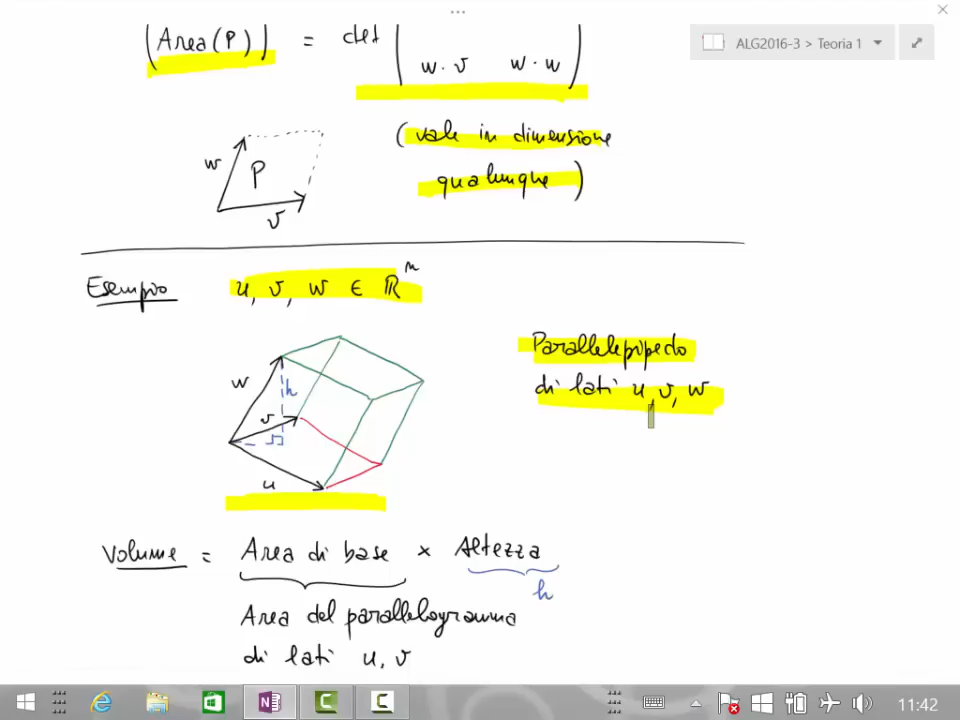 ...
ALG2016-3 > Teoria 1
[Area(P)] = det
w · v w · w
w P
v
(vale in dimensione
qualunque)
Esempio u, v, w ∈ ℝⁿ
Parallelepipedo
di lati u, v, w
w h
v
u
Volume = Area di base × Altezza
h
Area del parallelogramma
di lati u, v
11:42